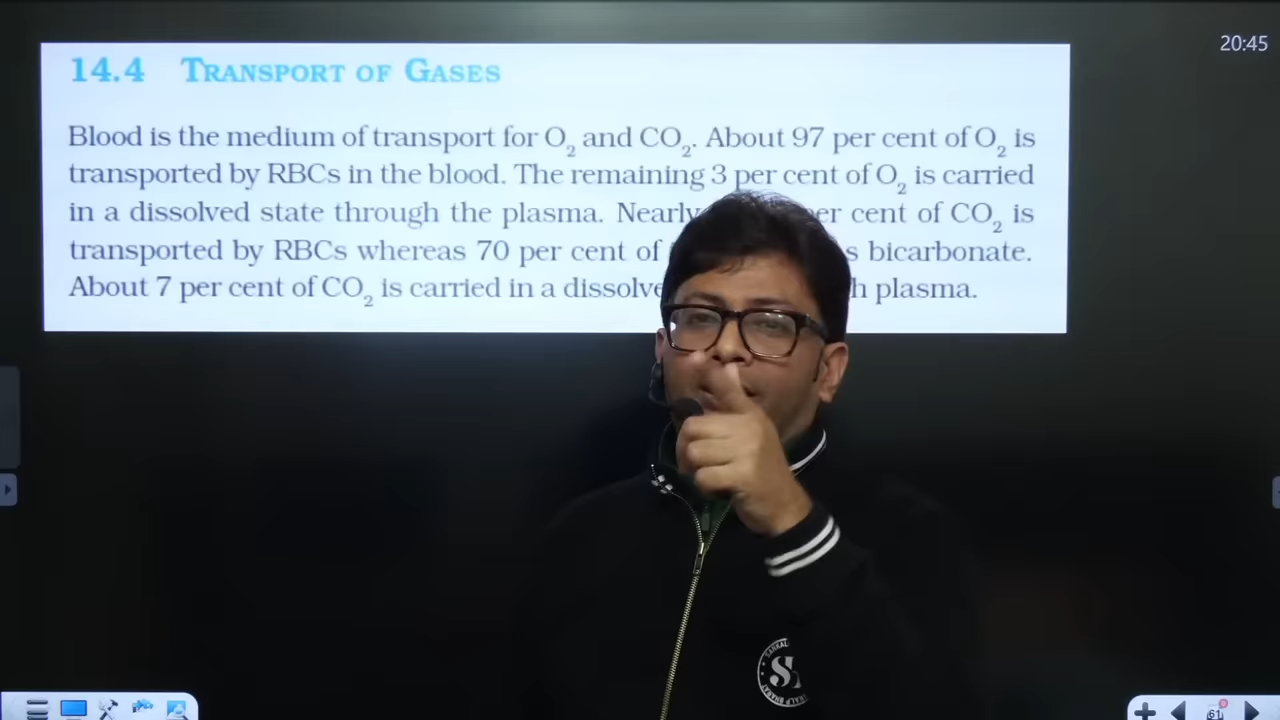 20:45
14.4 TRANSPORT OF GASES
Blood is the medium of transport for O₂ and CO₂. About 97 per cent of O₂ is
transported by RBCs in the blood. The remaining 3 per cent of O₂ is carried
in a dissolved state through the plasma. Nearly per cent of CO₂ is
transported by RBCs whereas 70 per cent of bicarbonate.
About 7 per cent of CO₂ is carried in a plasma.
S
61